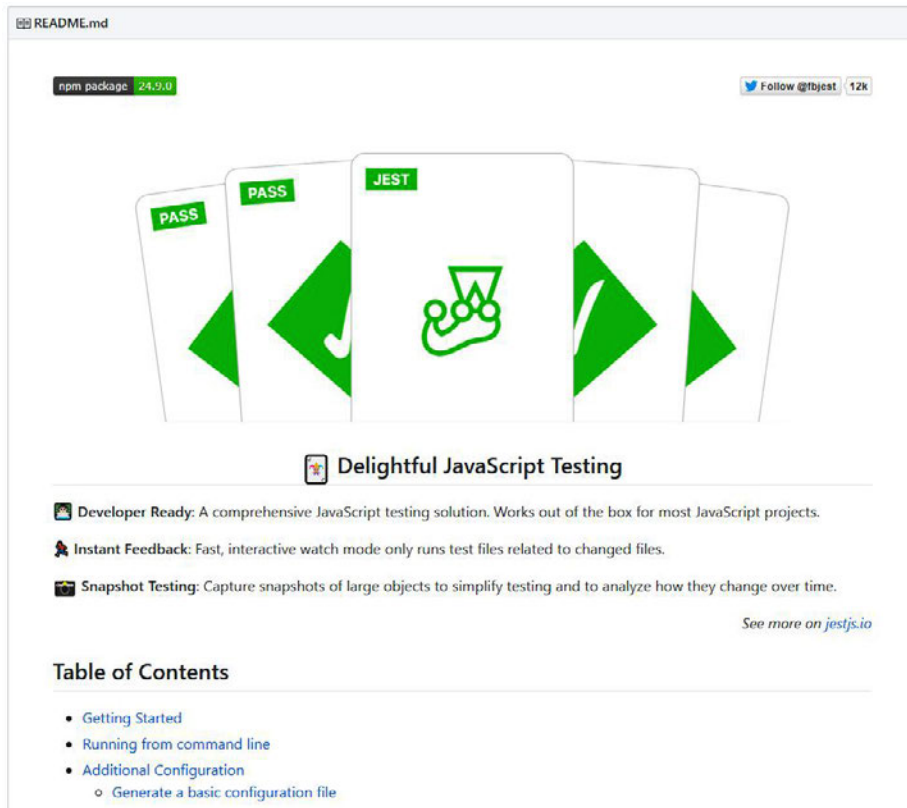 README.md
npm package 24.9.0
Follow @fbjest 12k
PASS
PASS
JEST
Delightful JavaScript Testing
Developer Ready: A comprehensive JavaScript testing solution. Works out of the box for most JavaScript projects.
Instant Feedback: Fast, interactive watch mode only runs test files related to changed files.
Snapshot Testing: Capture snapshots of large objects to simplify testing and to analyze how they change over time.
See more on jestjs.io
Table of Contents
Getting Started
Running from command line
Additional Configuration
Generate a basic configuration file